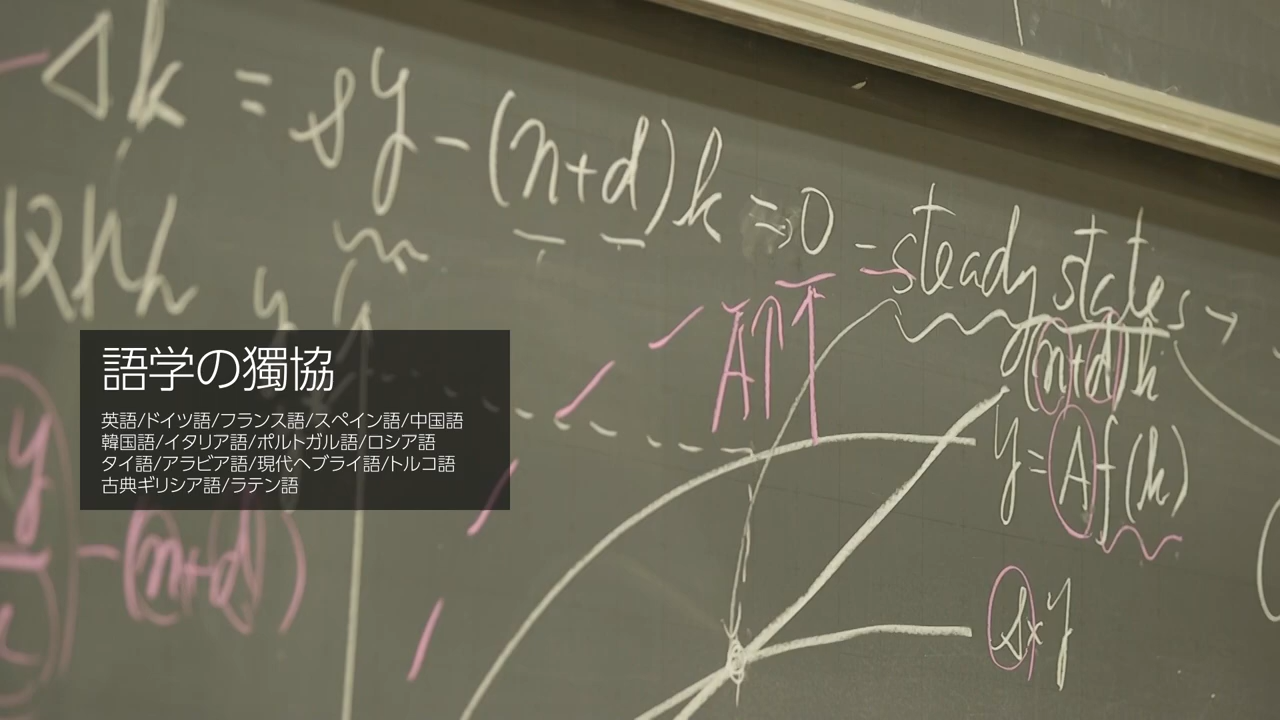 Δk = sy - (n+d)k = 0 - steady states →
A↑↑
(n+d)k
y = Af(k)
s×y
y
- (n+d)
語学の獨協
英語/ドイツ語/フランス語/スペイン語/中国語
韓国語/イタリア語/ポルトガル語/ロシア語
タイ語/アラビア語/現代ヘブライ語/トルコ語
古典ギリシア語/ラテン語